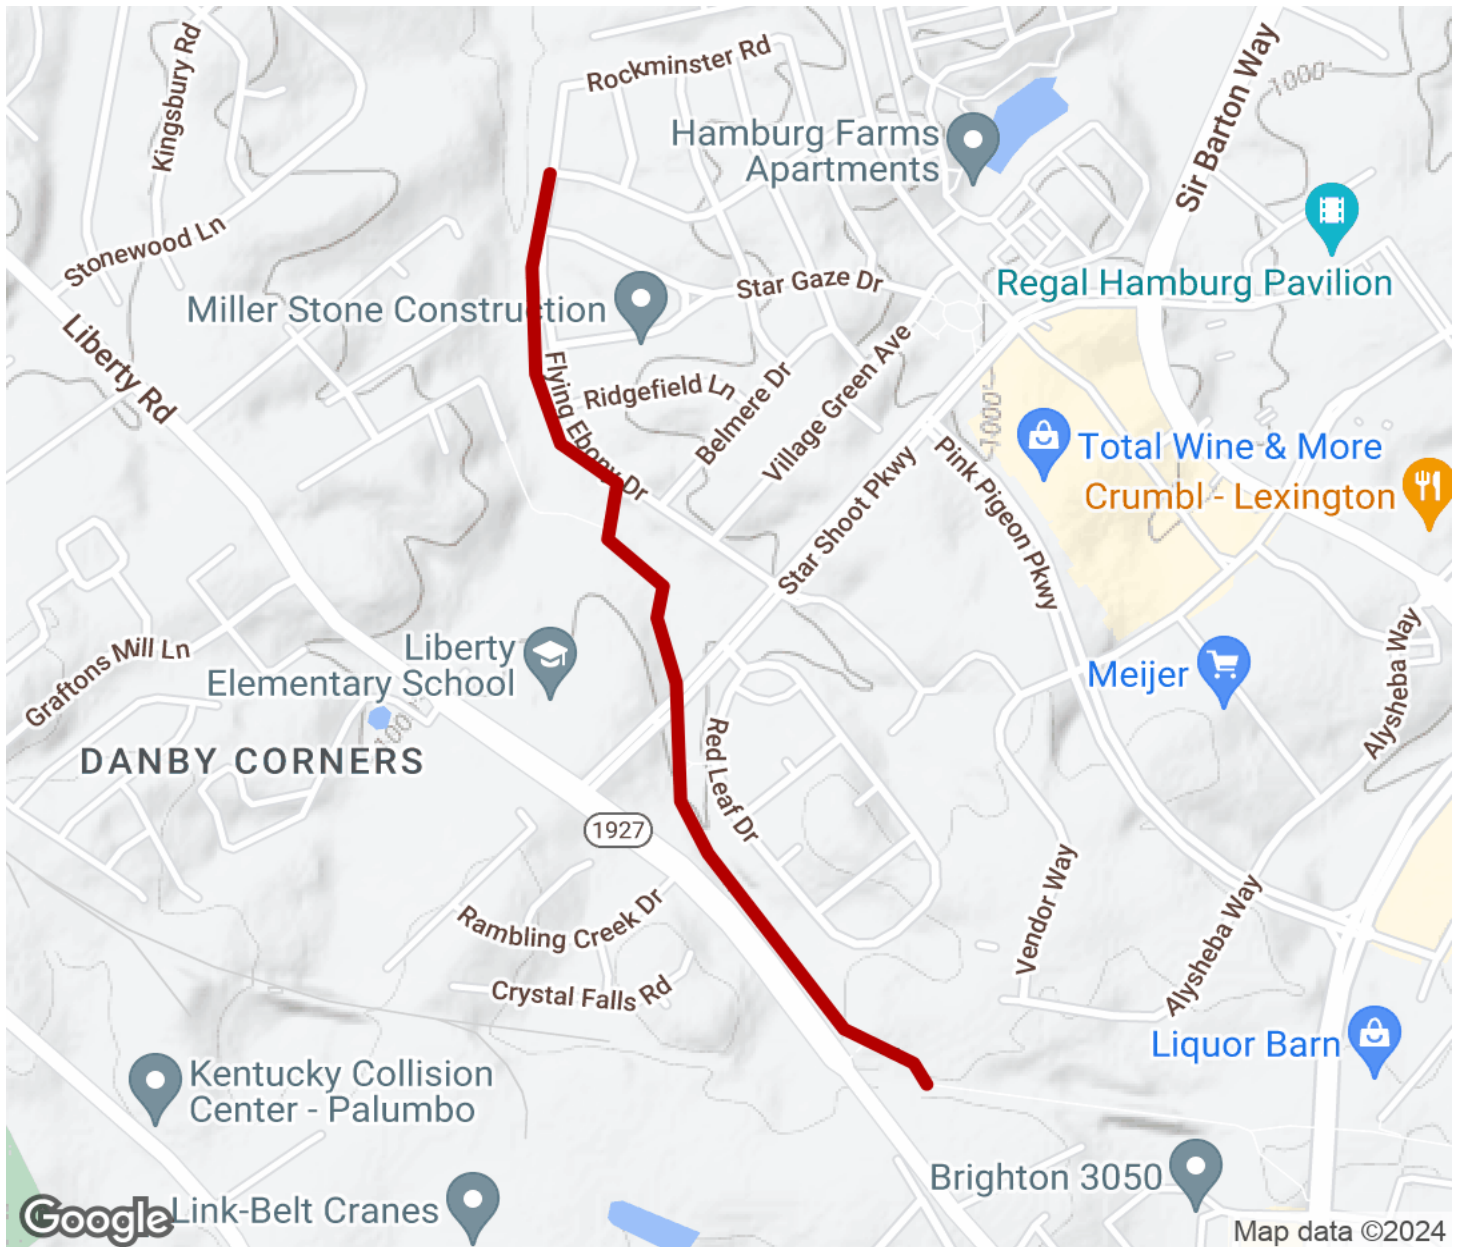 Kingsbury Rd
Rockminster Rd
Sir Barton Way
1000'
Hamburg Farms
Apartments
Stonewood Ln
Regal Hamburg Pavilion
Star Gaze Dr
Miller Stone Construction
Liberty Rd
Flying Ebony Dr
Ridgefield Ln
Belmere Dr
Village Green Ave
1000'
Total Wine & More
Crumbl - Lexington
Star Shoot Pkwy
Pink Pigeon Pkwy
Graftons Mill Ln
Liberty
Elementary School
Meijer
Alysheba Way
DANBY CORNERS
Red Leaf Dr
1927
Rambling Creek Dr
Vendor Way
Alysheba Way
Crystal Falls Rd
Liquor Barn
Kentucky Collision
Center - Palumbo
Brighton 3050
Link-Belt Cranes
Google
Map data ©2024